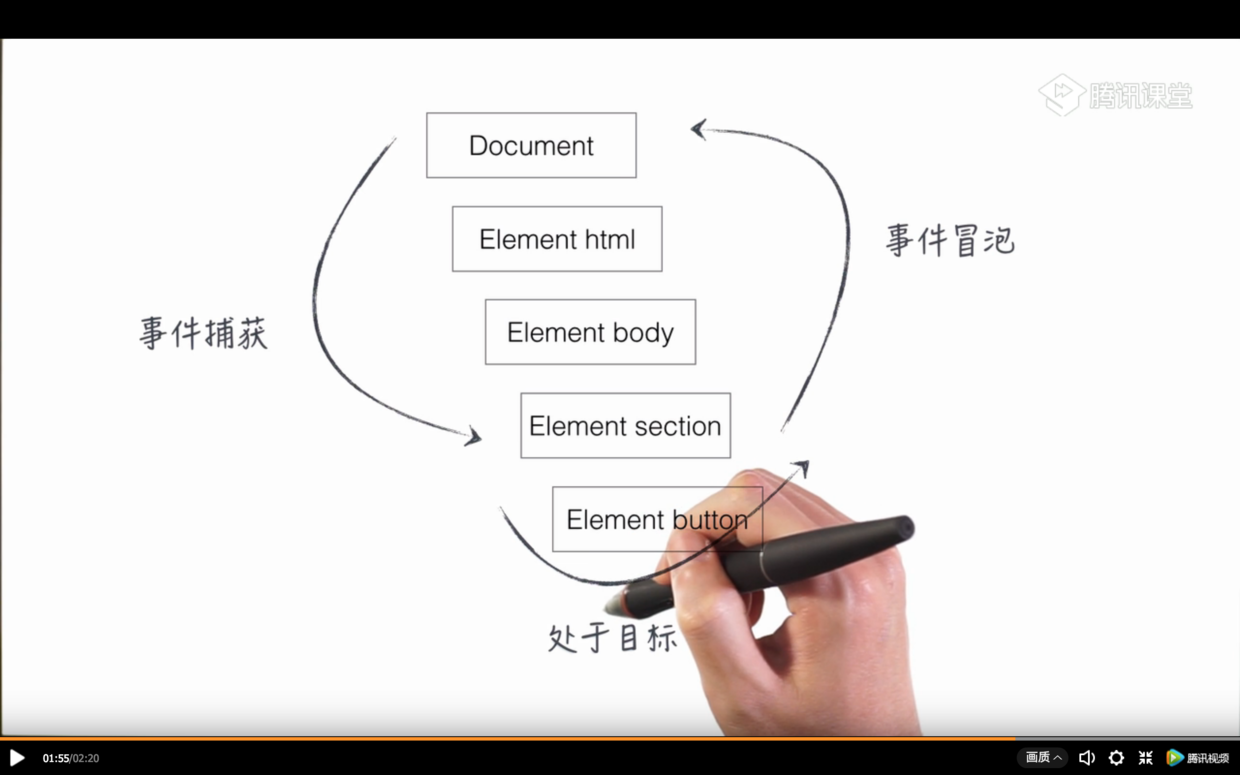 腾讯课堂
Document
Element html
事件冒泡
Element body
事件捕获
Element section
Element button
处于目标
01:55/02:20
画质
腾讯视频